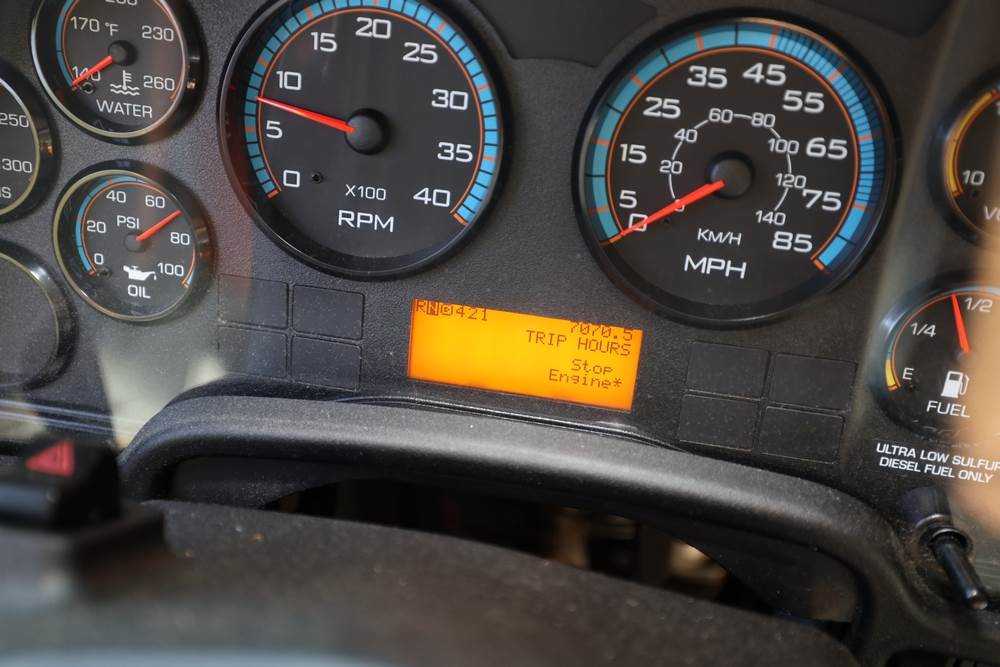 170 °F 230
140 260
WATER
250
300
40 60
PSI
20 80
0 100
OIL
20
15 25
10 30
5 35
0 40
X100
RPM
RN 421
7070.5
TRIP HOURS
Stop
Engine*
35 45
25 55
15 65
5 75
0 85
60 80
40 100
20 120
140
KM/H
MPH
10
1/2
1/4
E
FUEL
ULTRA LOW SULFUR
DIESEL FUEL ONLY